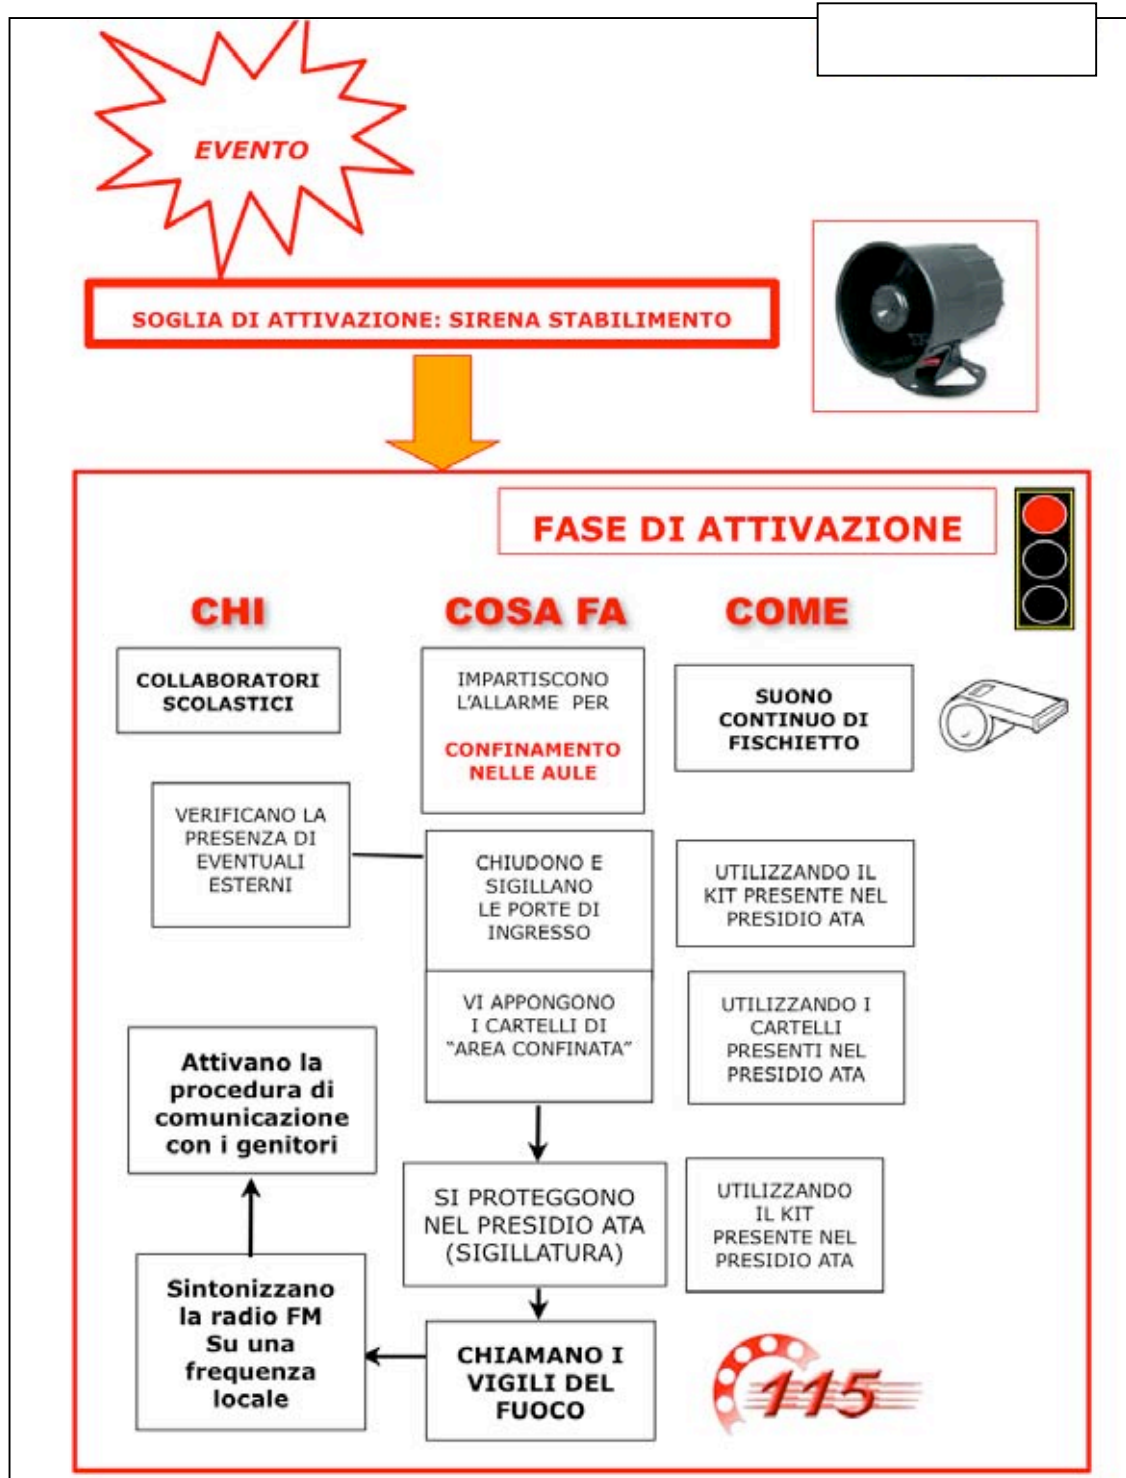 EVENTO
SOGLIA DI ATTIVAZIONE: SIRENA STABILIMENTO
FASE DI ATTIVAZIONE
CHI
COSA FA
COME
COLLABORATORI
SCOLASTICI
IMPARTISCONO
L'ALLARME PER
CONFINAMENTO
NELLE AULE
SUONO
CONTINUO DI
FISCHIETTO
VERIFICANO LA
PRESENZA DI
EVENTUALI
ESTERNI
CHIUDONO E
SIGILLANO
LE PORTE DI
INGRESSO
UTILIZZANDO IL
KIT PRESENTE NEL
PRESIDIO ATA
VI APPONGONO
I CARTELLI DI
“AREA CONFINATA”
UTILIZZANDO I
CARTELLI
PRESENTI NEL
PRESIDIO ATA
Attivano la
procedura di
comunicazione
con i genitori
SI PROTEGGONO
NEL PRESIDIO ATA
(SIGILLATURA)
UTILIZZANDO
IL KIT
PRESENTE NEL
PRESIDIO ATA
Sintonizzano
la radio FM
Su una
frequenza
locale
CHIAMANO I
VIGILI DEL
FUOCO
115